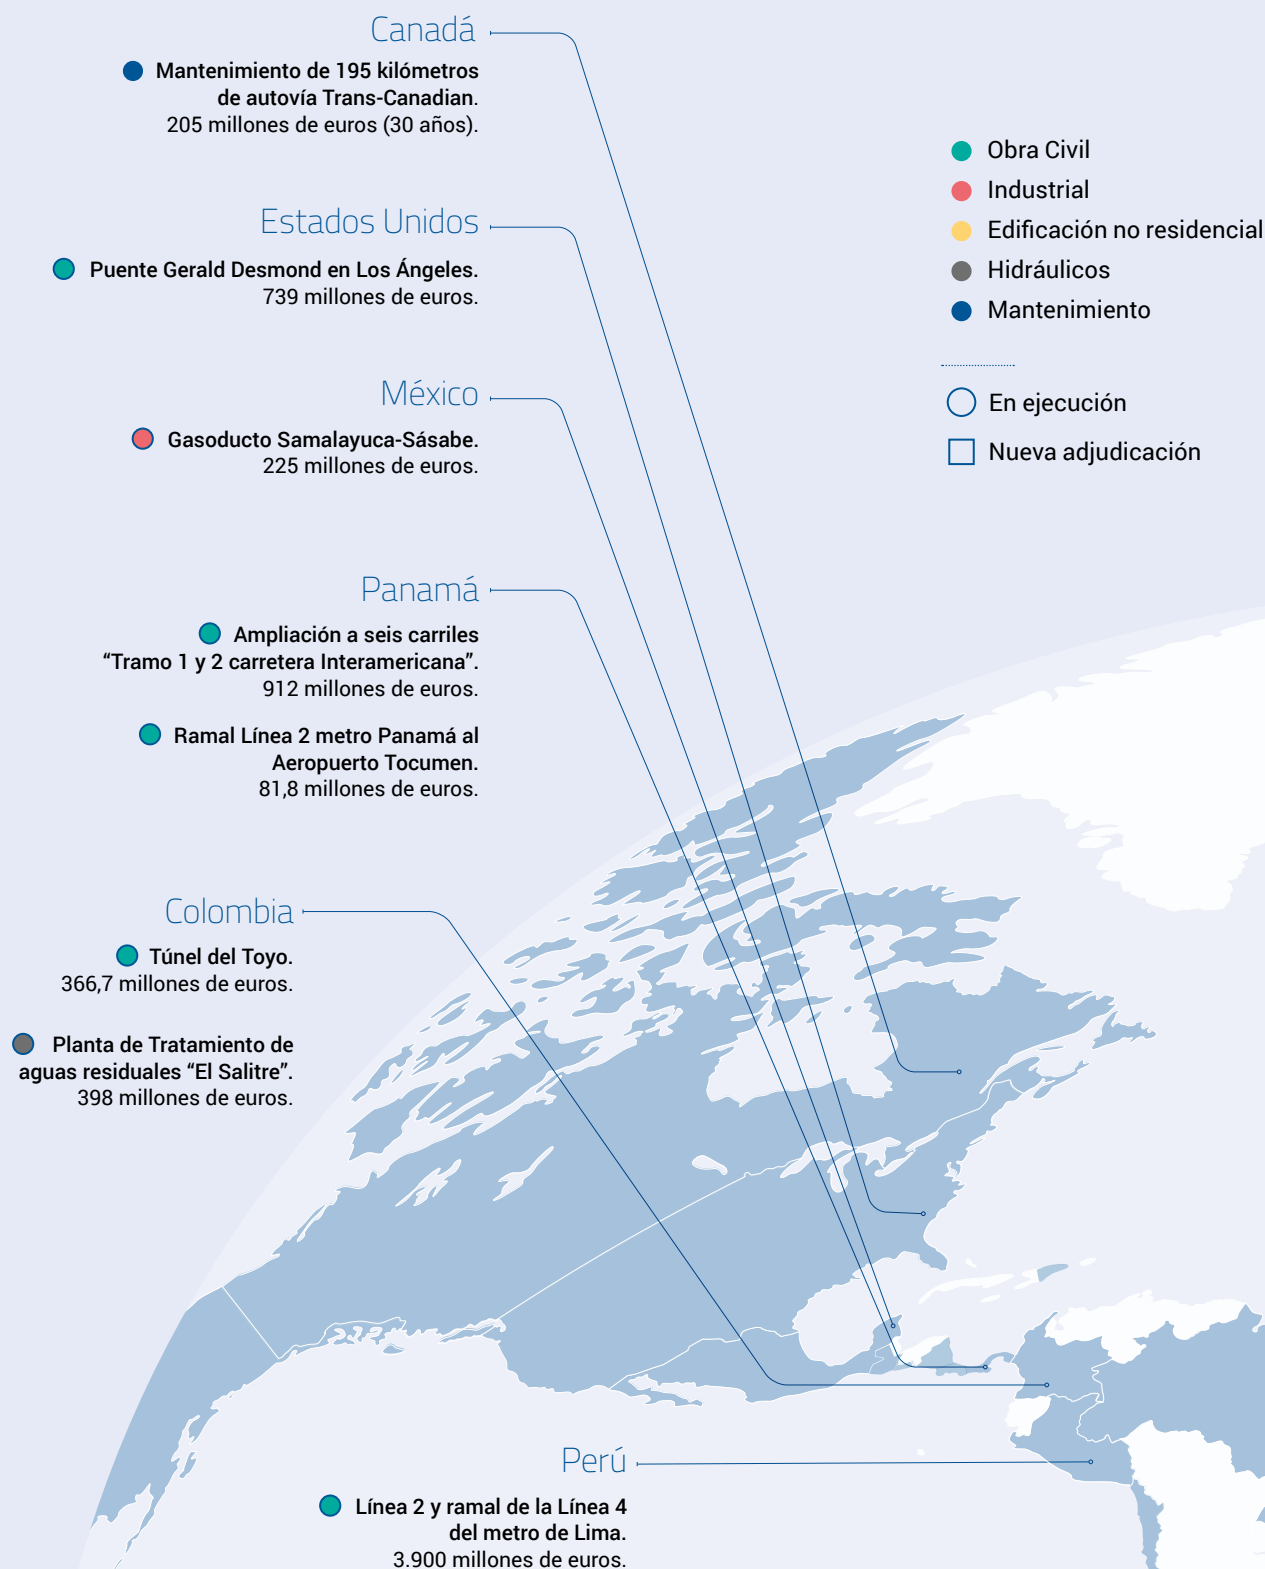 Canadá
Mantenimiento de 195 kilómetros
de autovía Trans-Canadian.
205 millones de euros (30 años).
Obra Civil
Industrial
Edificación no residencial
Hidráulicos
Mantenimiento
En ejecución
Nueva adjudicación
Estados Unidos
Puente Gerald Desmond en Los Ángeles.
739 millones de euros.
México
Gasoducto Samalayuca-Sásabe.
225 millones de euros.
Panamá
Ampliación a seis carriles
“Tramo 1 y 2 carretera Interamericana”.
912 millones de euros.
Ramal Línea 2 metro Panamá al
Aeropuerto Tocumen.
81,8 millones de euros.
Colombia
Túnel del Toyo.
366,7 millones de euros.
Planta de Tratamiento de
aguas residuales “El Salitre”.
398 millones de euros.
Perú
Línea 2 y ramal de la Línea 4
del metro de Lima.
3.900 millones de euros.